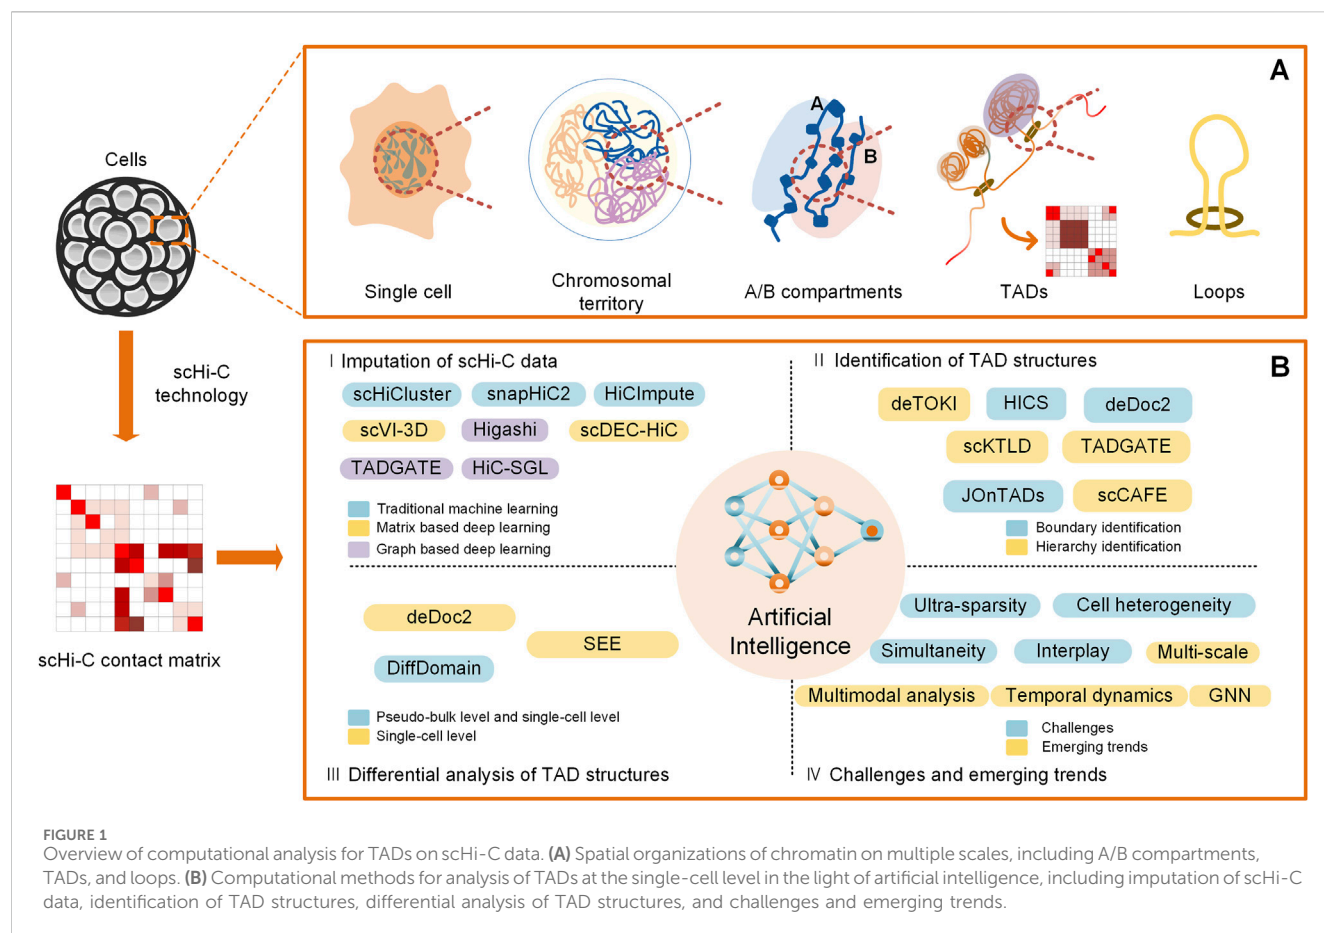 A
Cells
A
B
Single cell
Chromosomal
territory
A/B compartments
TADs
Loops
scHi-C
technology
scHi-C contact matrix
B
I Imputation of scHi-C data
scHiCluster
snapHiC2
HiCImpute
scVI-3D
Higashi
scDEC-HiC
TADGATE
HiC-SGL
Traditional machine learning
Matrix based deep learning
Graph based deep learning
II Identification of TAD structures
deTOKI
HICS
deDoc2
scKTLD
TADGATE
JOnTADs
scCAFE
Boundary identification
Hierarchy identification
Artificial
Intelligence
deDoc2
SEE
DiffDomain
Pseudo-bulk level and single-cell level
Single-cell level
III Differential analysis of TAD structures
Ultra-sparsity
Cell heterogeneity
Simultaneity
Interplay
Multi-scale
Multimodal analysis
Temporal dynamics
GNN
Challenges
Emerging trends
IV Challenges and emerging trends
FIGURE 1
Overview of computational analysis for TADs on scHi-C data. (A) Spatial organizations of chromatin on multiple scales, including A/B compartments,
TADs, and loops. (B) Computational methods for analysis of TADs at the single-cell level in the light of artificial intelligence, including imputation of scHi-C
data, identification of TAD structures, differential analysis of TAD structures, and challenges and emerging trends.